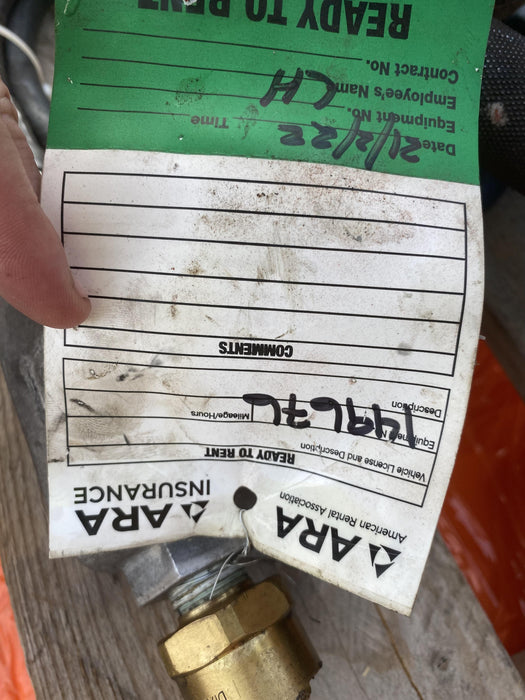 ARA
American Rental Association
ARA
INSURANCE
READY TO RENT
Vehicle License and Description
Equipment No. 149676 Mileage/Hours
Description
COMMENTS
Date 21/2/22 Time
Equipment No.
Employee's Name CH
Contract No.
READY TO RENT